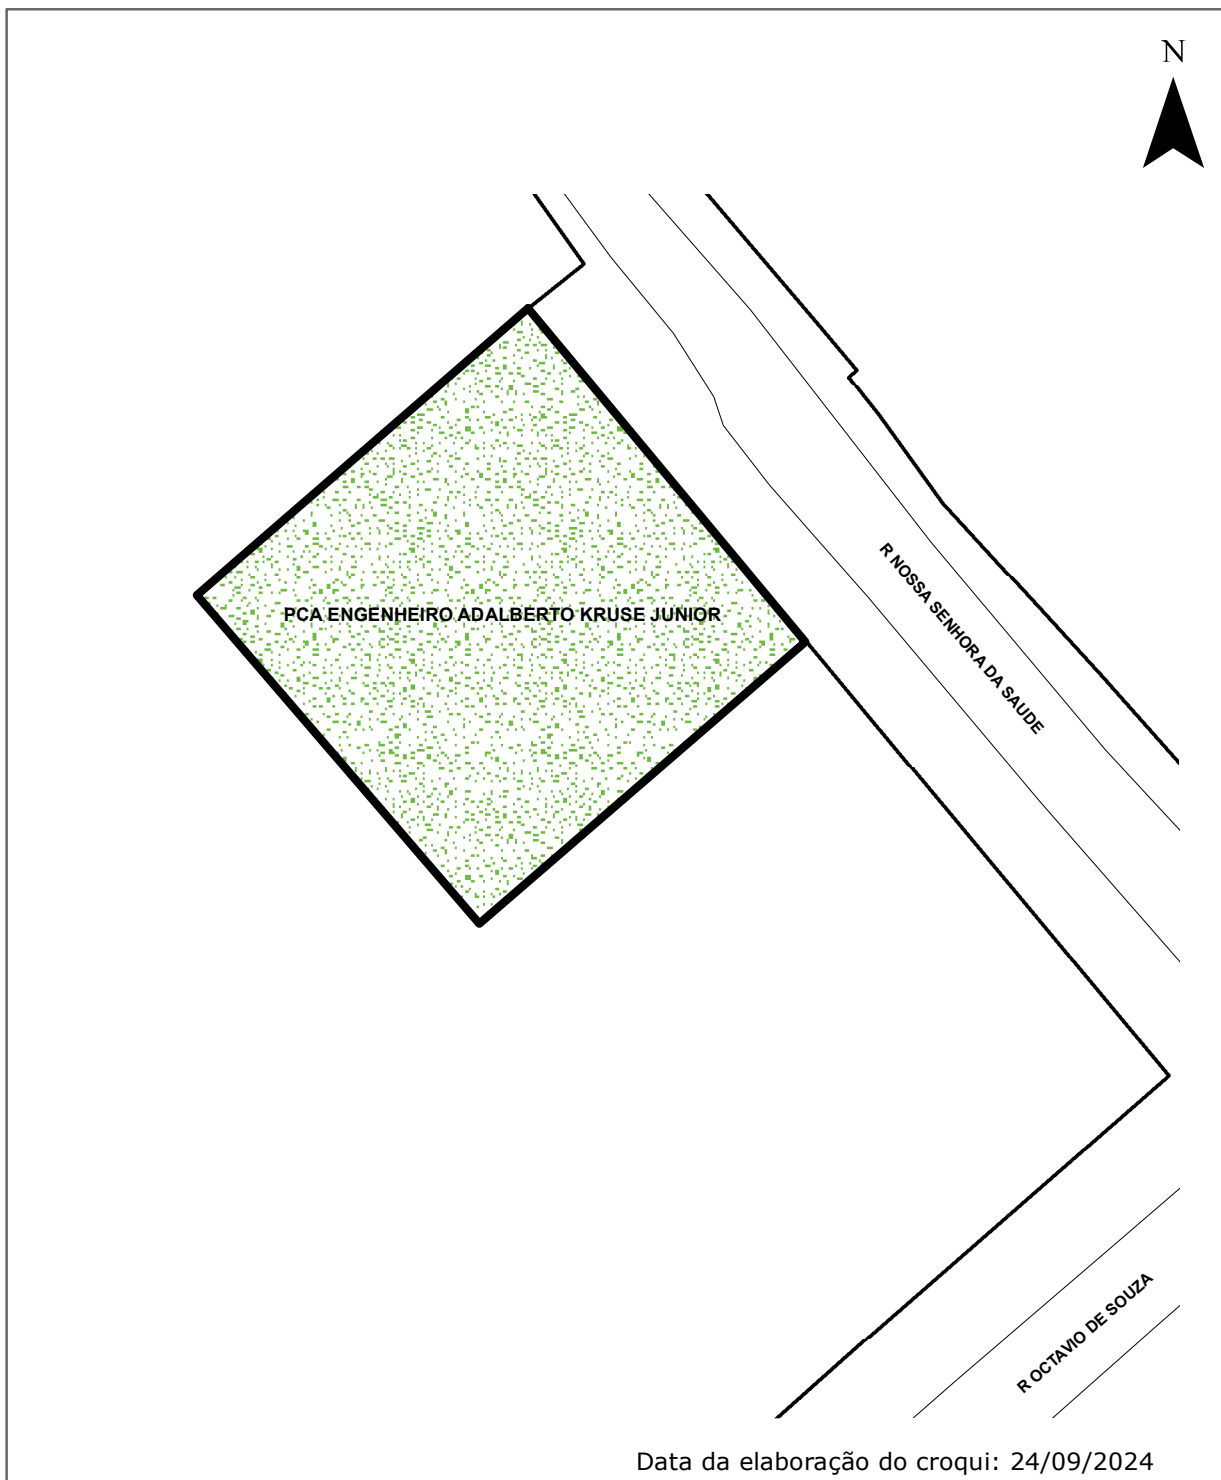 N
R NOSSA SENHORA DA SAUDE
PCA ENGENHEIRO ADALBERTO KRUSE JUNIOR
R OCTAVIO DE SOUZA
Data da elaboração do croqui: 24/09/2024